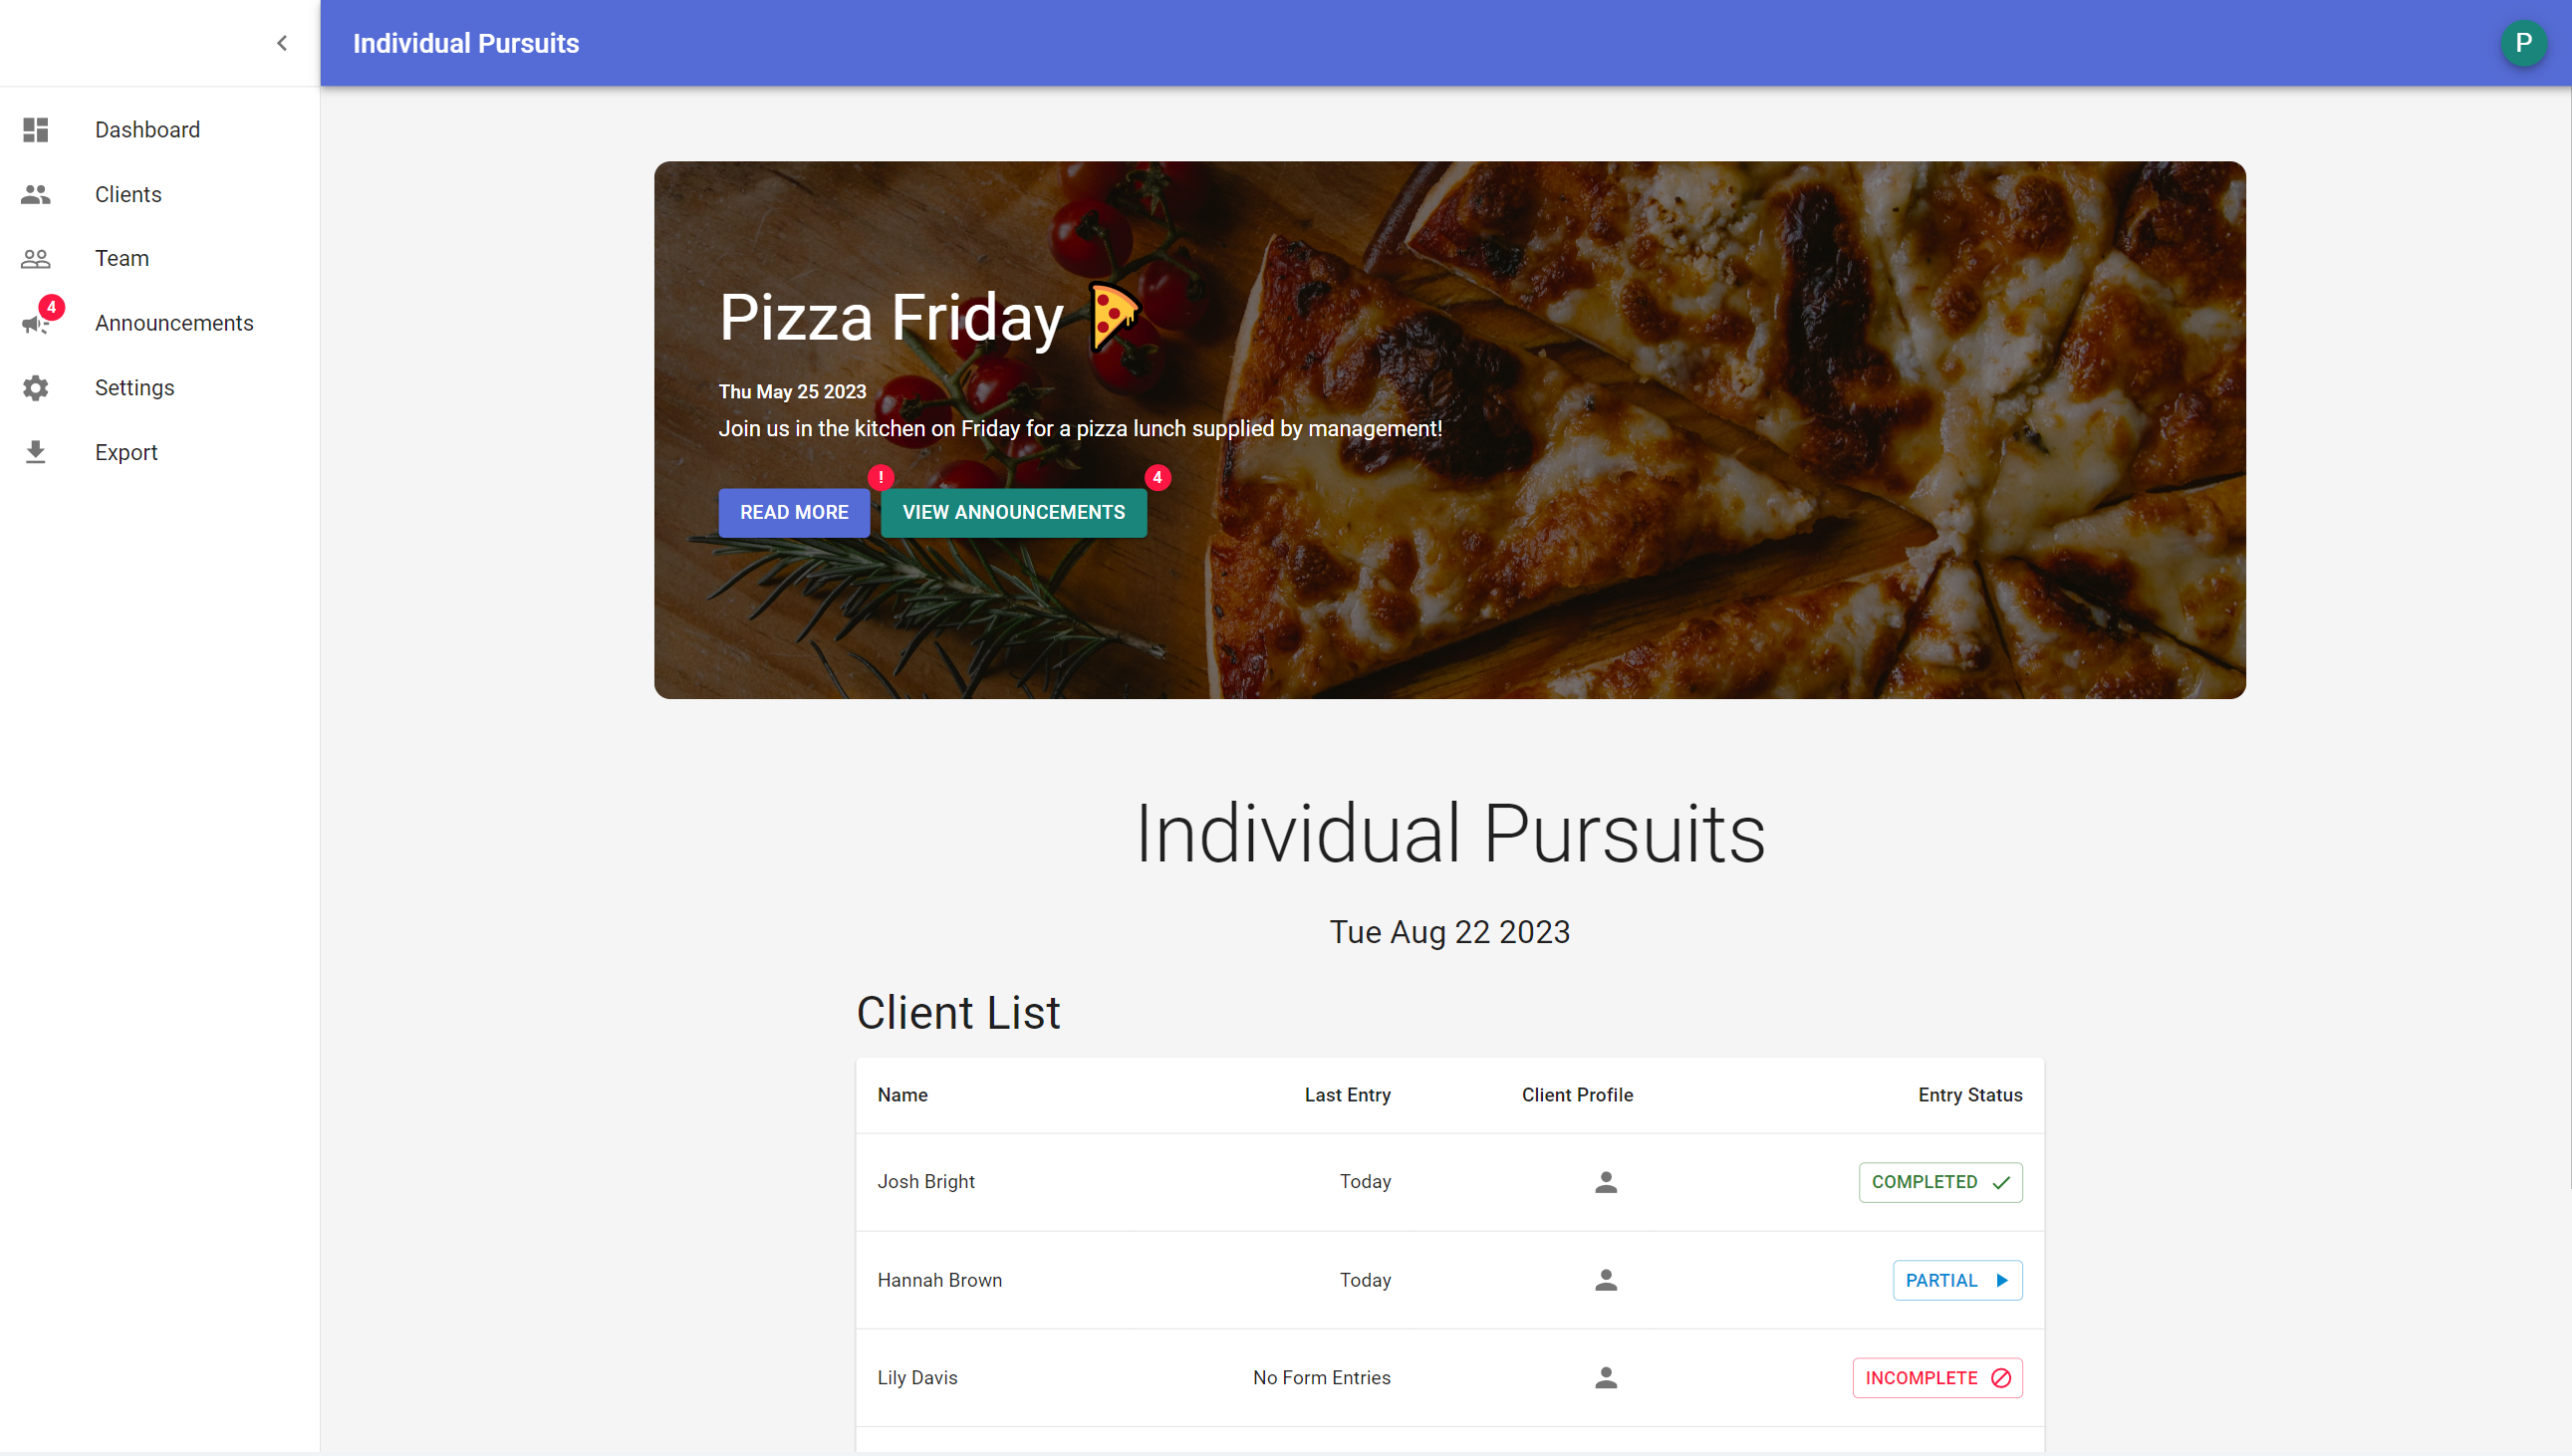 Individual Pursuits
P
Dashboard
Clients
Team
4
Announcements
Settings
Export
Pizza Friday
Thu May 25 2023
Join us in the kitchen on Friday for a pizza lunch supplied by management!
READ MORE
!
VIEW ANNOUNCEMENTS
4
Individual Pursuits
Tue Aug 22 2023
Client List
Name Last Entry Client Profile Entry Status
Josh Bright Today COMPLETED
Hannah Brown Today PARTIAL
Lily Davis No Form Entries INCOMPLETE